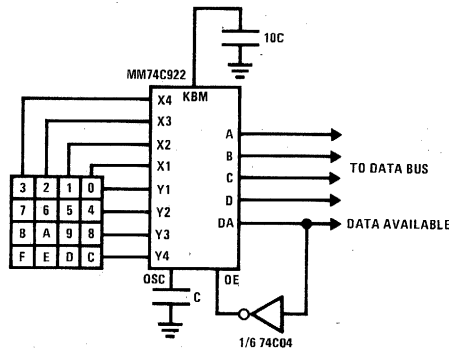 10C
MM74C922
KBM
X4
X3
X2
X1
Y1
Y2
Y3
Y4
A
B
C
D
DA
TO DATA BUS
DATA AVAILABLE
3 2 1 0
7 6 5 4
B A 9 8
F E D C
OSC
OE
C
1/6 74C04